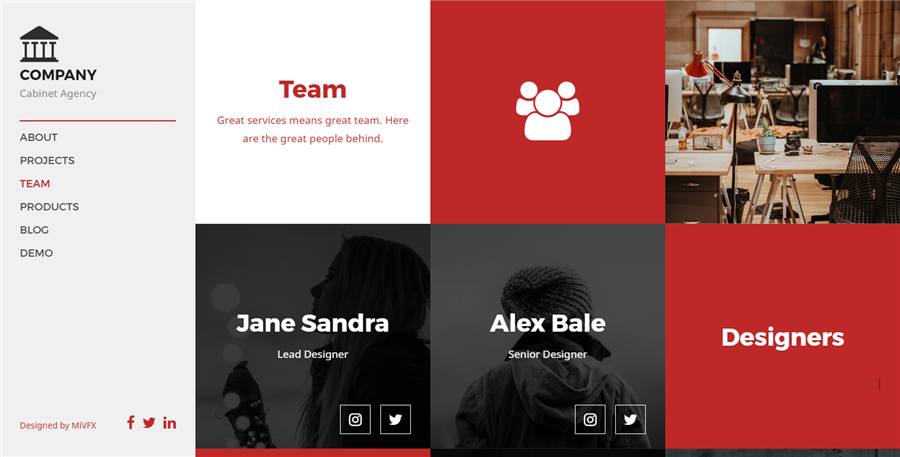 COMPANY
Cabinet Agency
ABOUT
PROJECTS
TEAM
PRODUCTS
BLOG
DEMO
Designed by MiVFX
Team
Great services means great team. Here
are the great people behind.
Jane Sandra
Lead Designer
Alex Bale
Senior Designer
Designers